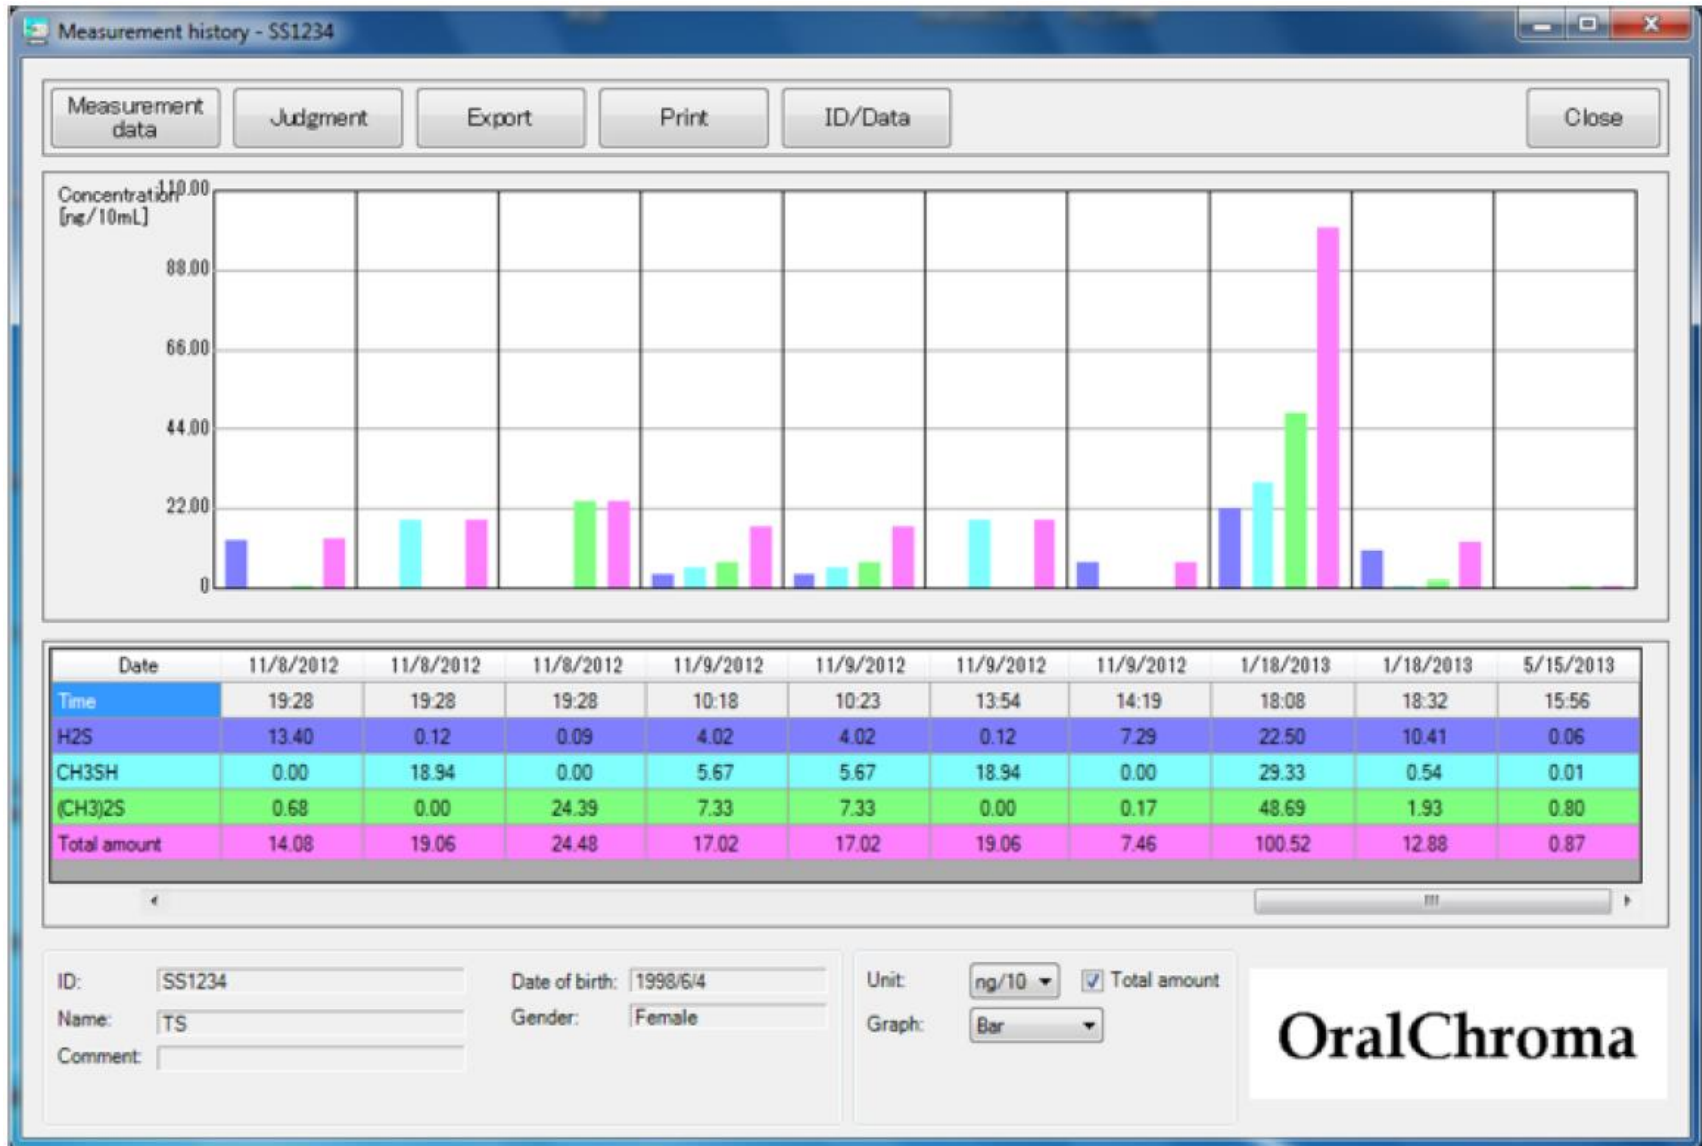 Measurement history - SS1234
Measurement data
Judgment
Export
Print
ID/Data
Close
Concentration
[ng/10mL]
110.00
88.00
66.00
44.00
22.00
0
Date 11/8/2012 11/8/2012 11/8/2012 11/9/2012 11/9/2012 11/9/2012 11/9/2012 1/18/2013 1/18/2013 5/15/2013
Time 19:28 19:28 19:28 10:18 10:23 13:54 14:19 18:08 18:32 15:56
H2S 13.40 0.12 0.09 4.02 4.02 0.12 7.29 22.50 10.41 0.06
CH3SH 0.00 18.94 0.00 5.67 5.67 18.94 0.00 29.33 0.54 0.01
(CH3)2S 0.68 0.00 24.39 7.33 7.33 0.00 0.17 48.69 1.93 0.80
Total amount 14.08 19.06 24.48 17.02 17.02 19.06 7.46 100.52 12.88 0.87
ID: SS1234
Name: TS
Comment:
Date of birth: 1998/6/4
Gender: Female
Unit: ng/10 Total amount
Graph: Bar
OralChroma